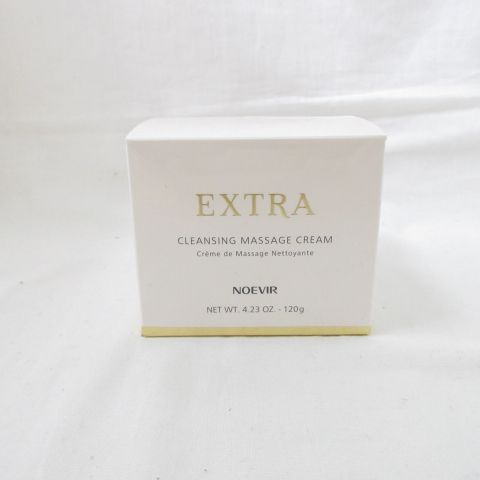 EXTRA
CLEANSING MASSAGE CREAM
Crème de Massage Nettoyante
NOEVIR
NET WT. 4.23 OZ. - 120g